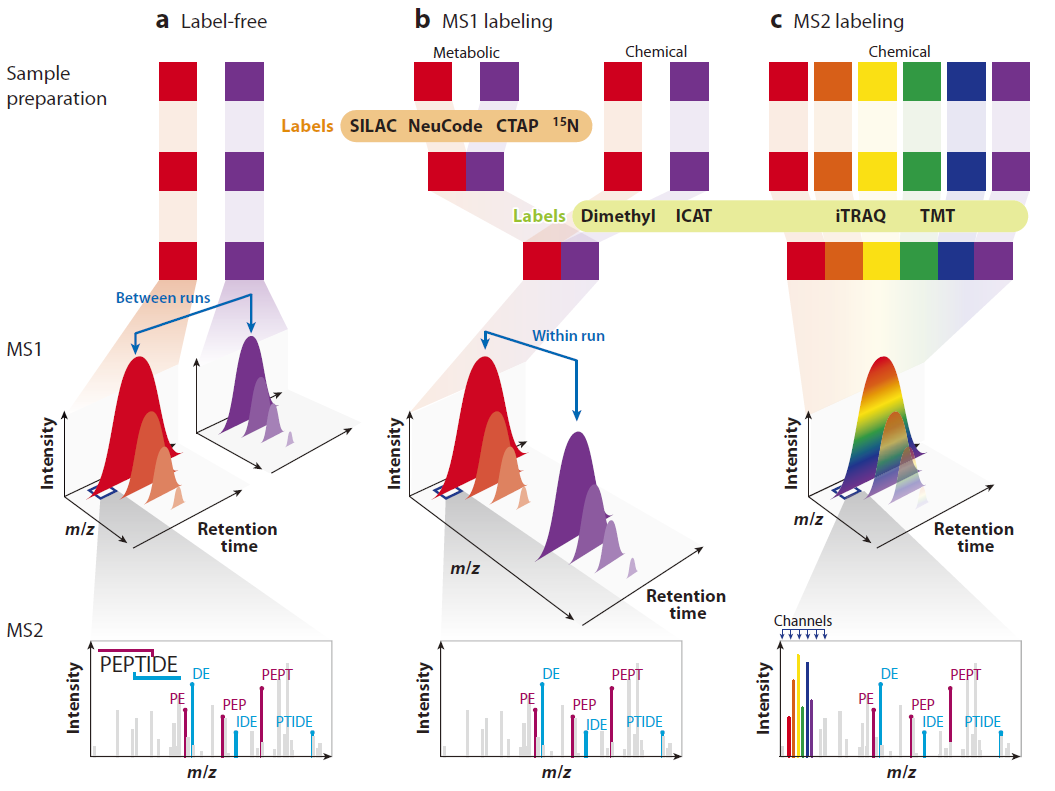 a Label-free
b MS1 labeling
c MS2 labeling
Metabolic
Chemical
Chemical
Sample
preparation
Labels SILAC NeuCode CTAP ¹⁵N
Labels Dimethyl ICAT iTRAQ TMT
Between runs
Within run
MS1
Intensity
m/z
Retention
time
Intensity
m/z
Retention
time
Intensity
m/z
Retention
time
MS2
Intensity
PEPTIDE
PE
DE
PEP
IDE
PEPT
PTIDE
m/z
Intensity
PE
DE
PEP
IDE
PEPT
PTIDE
m/z
Channels
Intensity
PE
DE
PEP
IDE
PEPT
PTIDE
m/z